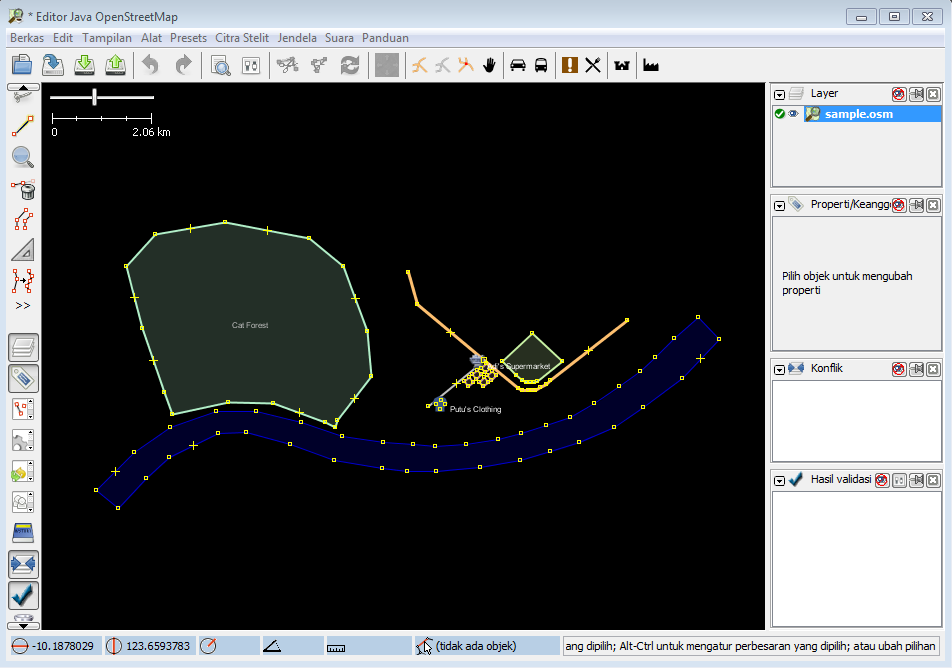 * Editor Java OpenStreetMap
Berkas Edit Tampilan Alat Presets Citra Stelit Jendela Suara Panduan
0 2.06 km
Layer
sample.osm
Properti/Keangg
Pilih objek untuk mengubah
properti
Konflik
Hasil validasi
Cat Forest
Supermarket
Putu's Clothing
>>
-10.1878029 123.6593783 (tidak ada objek) ang dipilih; Alt-Ctrl untuk mengatur perbesaran yang dipilih; atau ubah pilihan